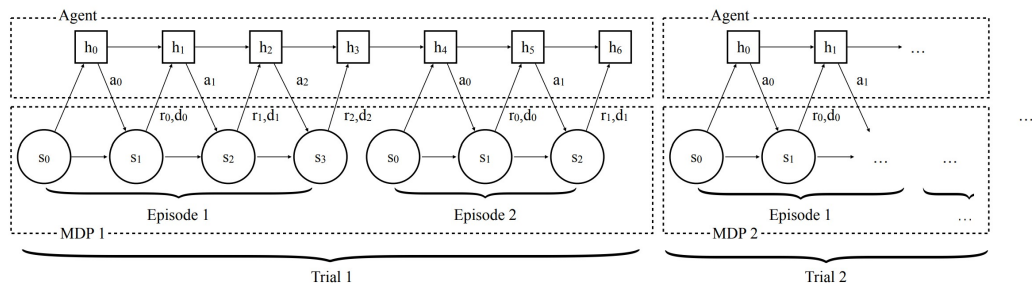 Agent Agent
h0 h1 h2 h3 h4 h5 h6 h0 h1 ...
a0 a1 a2 a0 a1 a0 a1
r0,d0 r1,d1 r2,d2 r0,d0 r1,d1 r0,d0 ...
s0 s1 s2 s3 s0 s1 s2 s0 s1 ... ...
Episode 1 Episode 2 Episode 1 ...
MDP 1 MDP 2
Trial 1 Trial 2